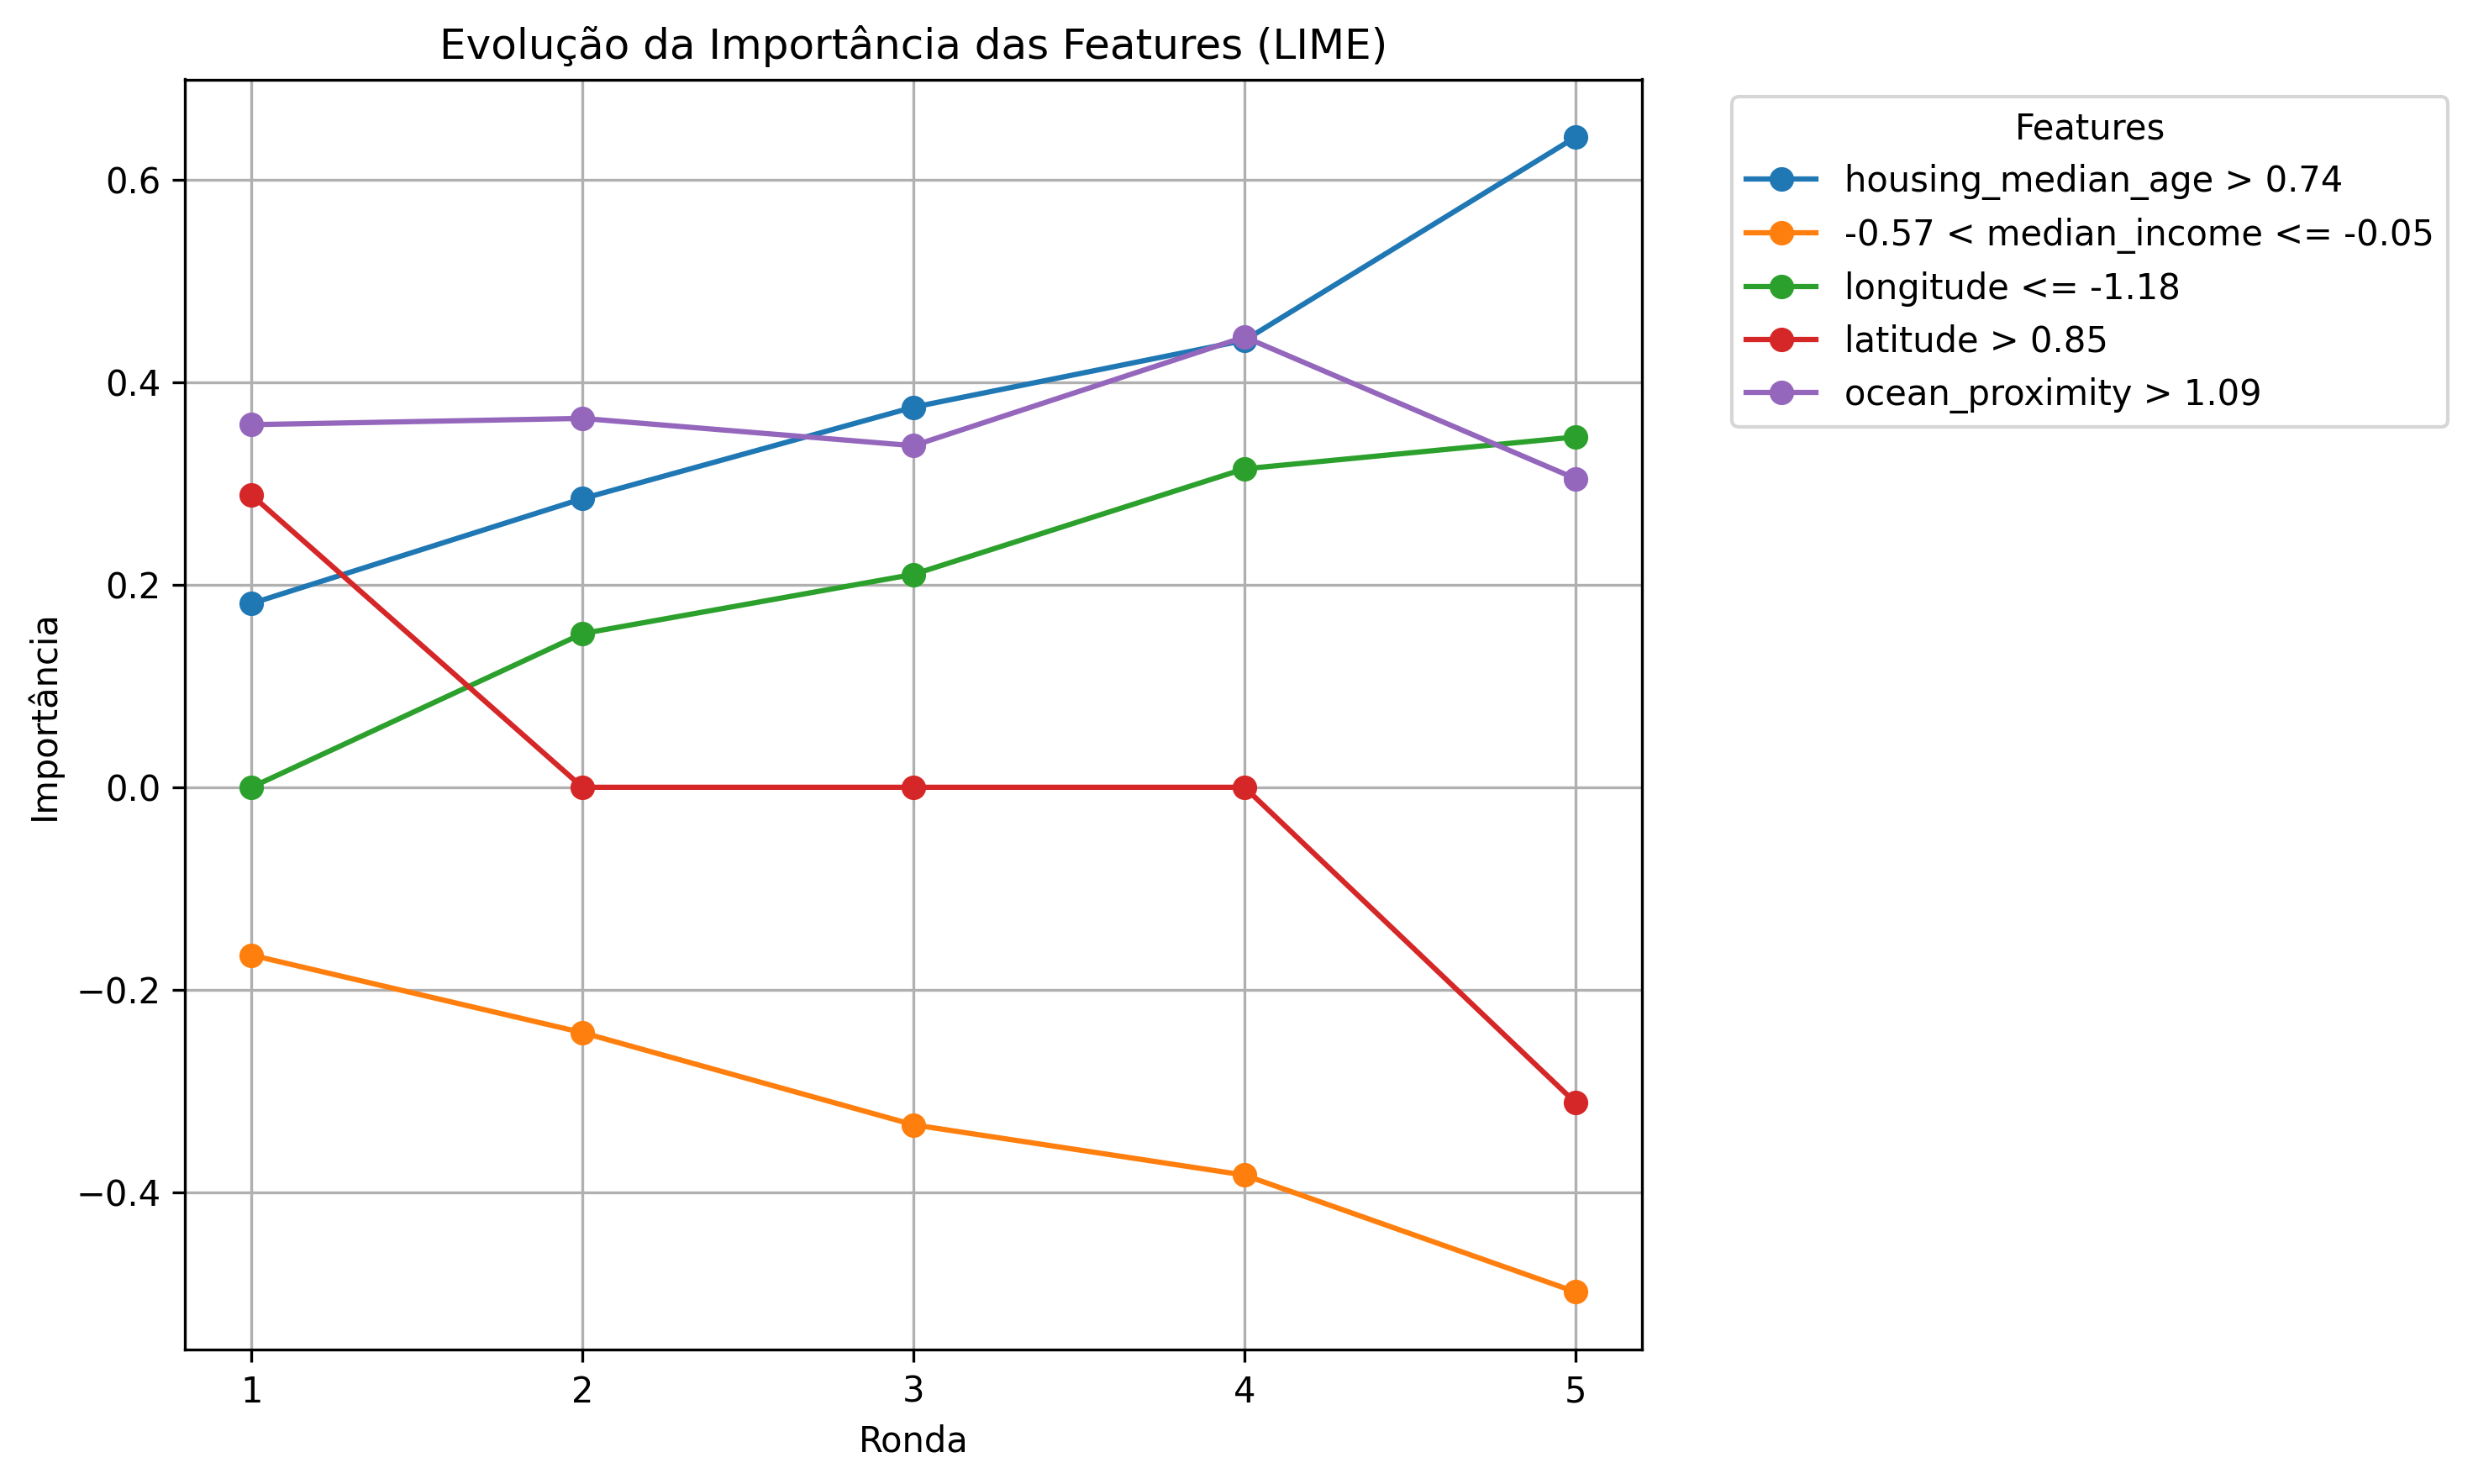 Evolução da Importância das Features (LIME)
Features
housing_median_age > 0.74
-0.57 < median_income <= -0.05
longitude <= -1.18
latitude > 0.85
ocean_proximity > 1.09
Importância
0.6
0.4
0.2
0.0
−0.2
−0.4
1 2 3 4 5
Ronda